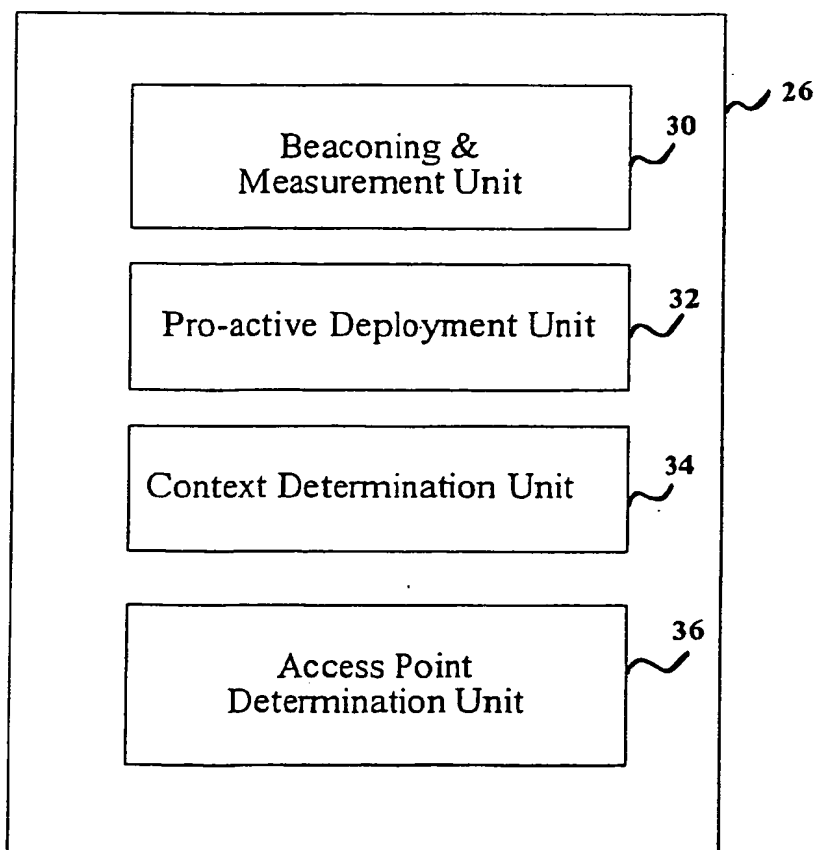 26
30
Beaconing &
Measurement Unit
32
Pro-active Deployment Unit
34
Context Determination Unit
36
Access Point
Determination Unit